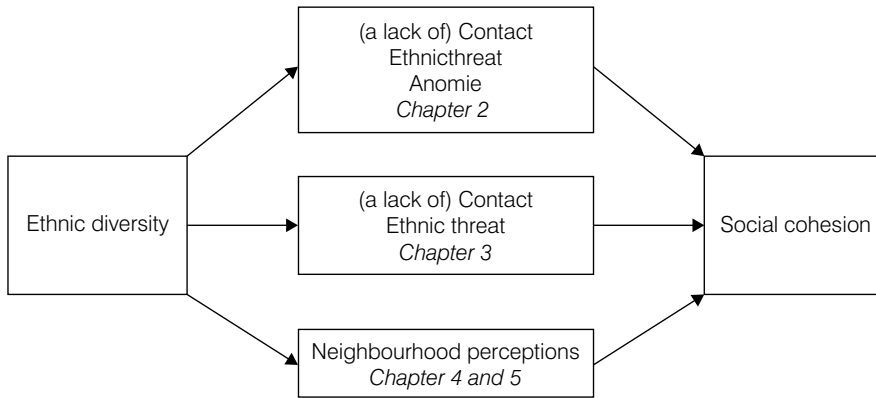 (a lack of) Contact
Ethnicthreat
Anomie
Chapter 2
Ethnic diversity
(a lack of) Contact
Ethnic threat
Chapter 3
Social cohesion
Neighbourhood perceptions
Chapter 4 and 5